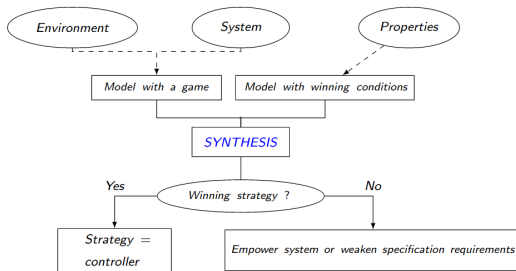 Environment
System
Properties
Model with a game
Model with winning conditions
SYNTHESIS
Yes
Winning strategy ?
No
Strategy =
controller
Empower system or weaken specification requirements